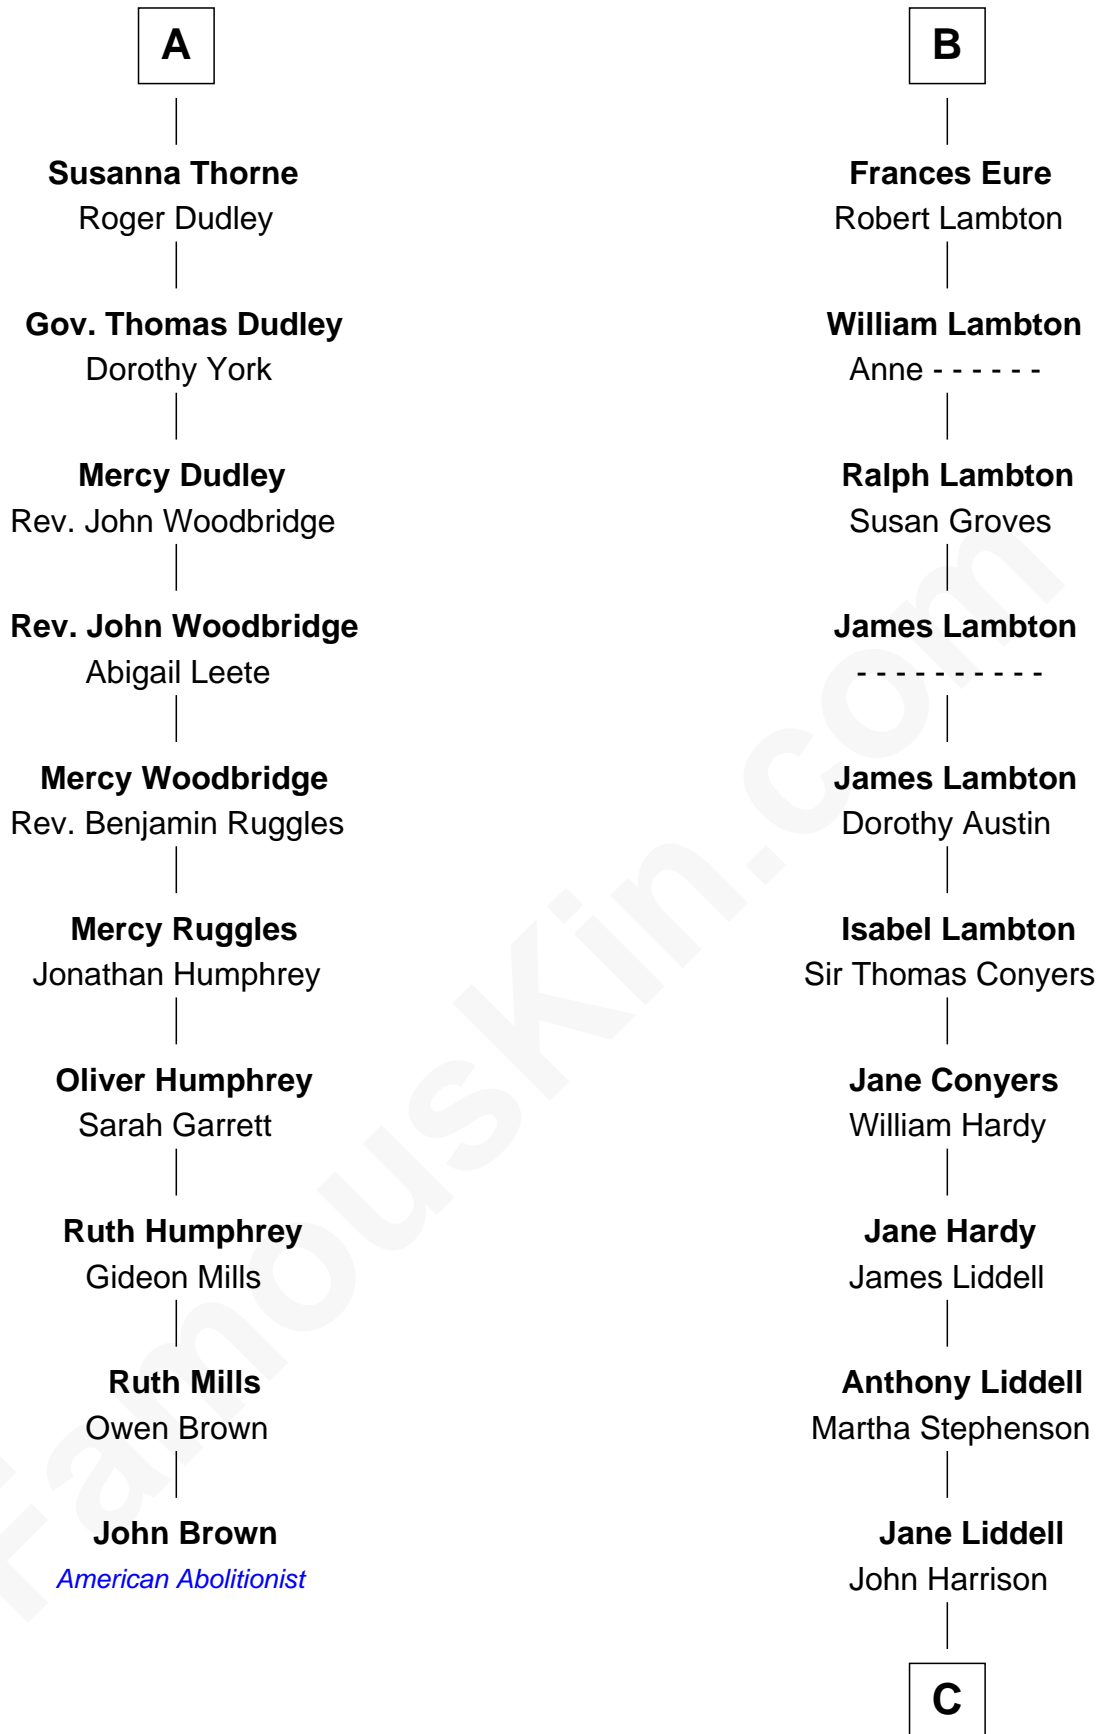 A
Susanna Thorne
Roger Dudley
Gov. Thomas Dudley
Dorothy York
Mercy Dudley
Rev. John Woodbridge
Rev. John Woodbridge
Abigail Leete
Mercy Woodbridge
Rev. Benjamin Ruggles
Mercy Ruggles
Jonathan Humphrey
Oliver Humphrey
Sarah Garrett
Ruth Humphrey
Gideon Mills
Ruth Mills
Owen Brown
John Brown
American Abolitionist
B
Frances Eure
Robert Lambton
William Lambton
Anne - - - - - -
Ralph Lambton
Susan Groves
James Lambton
- - - - - - - - - -
James Lambton
Dorothy Austin
Isabel Lambton
Sir Thomas Conyers
Jane Conyers
William Hardy
Jane Hardy
James Liddell
Anthony Liddell
Martha Stephenson
Jane Liddell
John Harrison
C
FamousKin.com